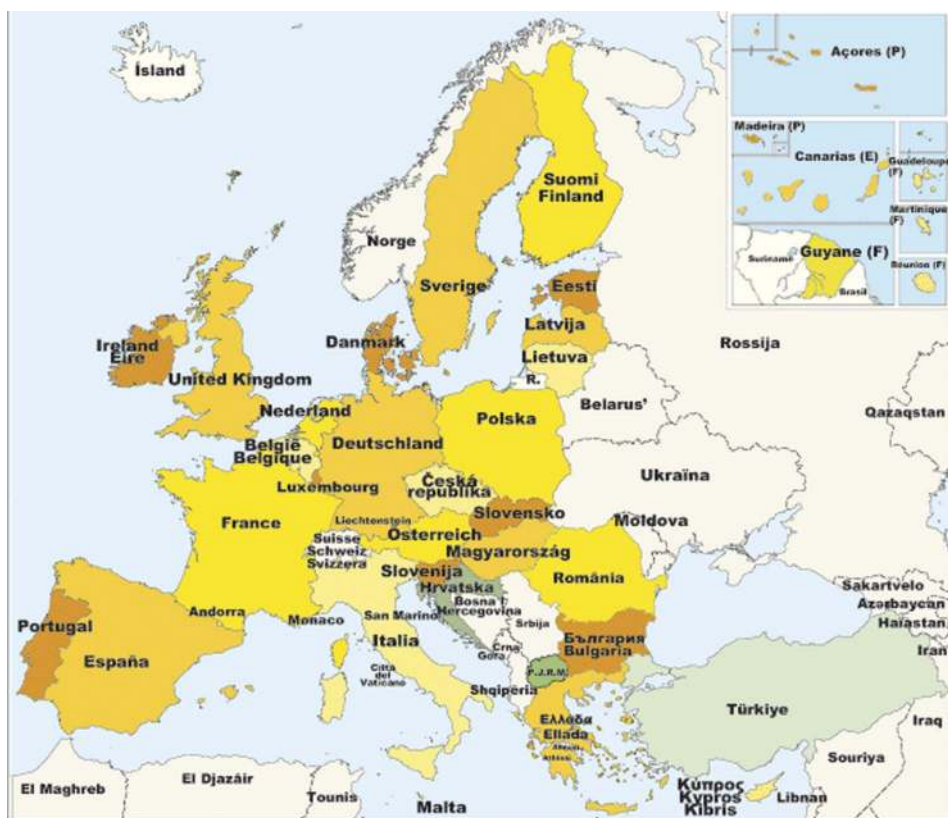 Ísland
Açores (P)
Madeira (P)
Canarias (E)
Guadeloupe
(F)
Martinique
(F)
Guyane (F)
Suriname
Brasil
Réunion (F)
Suomi
Finland
Norge
Sverige
Eesti
Latvija
Lietuva
R.
Rossija
Danmark
Ireland
Éire
United Kingdom
Nederland
België
Belgique
Deutschland
Polska
Belarus'
Qazaqstan
Luxembourg
Česká
republika
Ukraïna
Slovensko
France
Liechtenstein
Österreich
Moldova
Suisse
Schweiz
Svizzera
Magyarország
Slovenija
România
Hrvatska
Bosna i
Hercegovina
Sakartvelo
Azərbaycan
Haïastan
Andorra
Monaco
San Marino
Srbija
Portugal
España
Italia
Crna
Gora
България
Bulgaria
Iran
Città
del
Vaticano
F.J.R.M.
Shqipëria
Türkiye
Iraq
Ελλάδα
Ellada
El Maghreb
El Djazáir
Tounis
Malta
Κύπρος
Kypros
Kibris
Souriya
Libnan